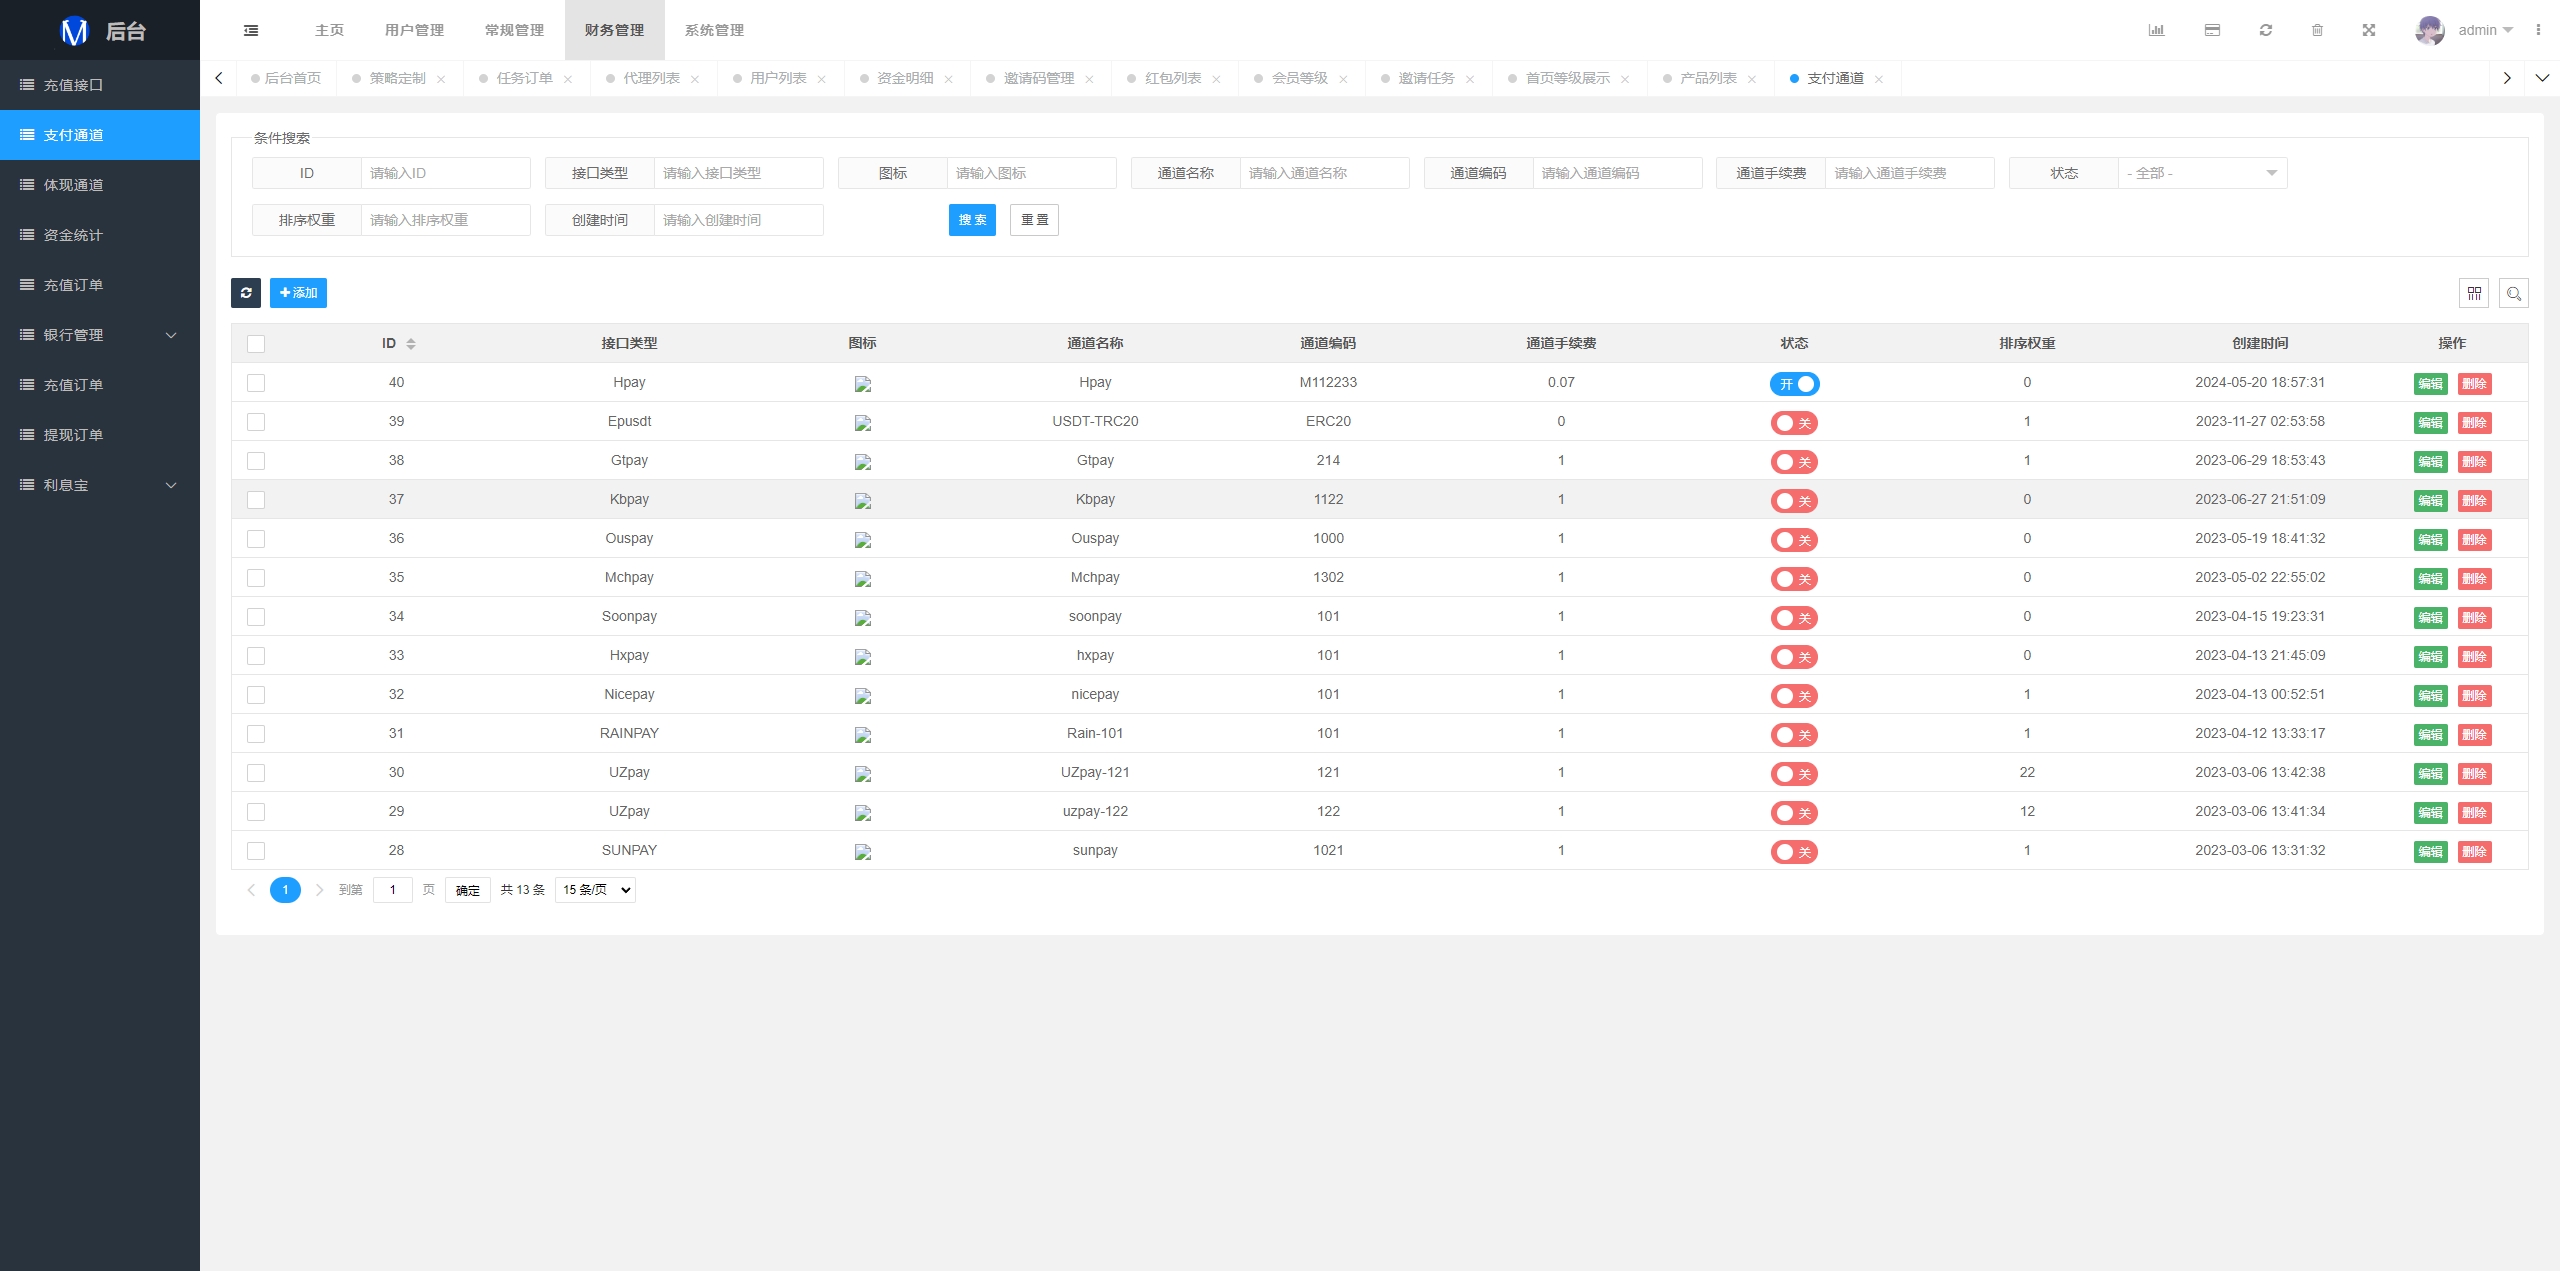 后台
主页 用户管理 常规管理 财务管理 系统管理 admin
充值接口
支付通道
体现通道
资金统计
充值订单
银行管理
充值订单
提现订单
利息宝
后台首页 策略定制 任务订单 代理列表 用户列表 资金明细 邀请码管理 红包列表 会员等级 邀请任务 首页等级展示 产品列表 支付通道
条件搜索
ID 请输入ID 接口类型 请输入接口类型 图标 请输入图标 通道名称 请输入通道名称 通道编码 请输入通道编码 通道手续费 请输入通道手续费 状态 - 全部 -
排序权重 请输入排序权重 创建时间 请输入创建时间 搜 索 重 置
添加
ID 接口类型 图标 通道名称 通道编码 通道手续费 状态 排序权重 创建时间 操作
40 Hpay Hpay M112233 0.07 开 0 2024-05-20 18:57:31 编辑 删除
39 Epusdt USDT-TRC20 ERC20 0 关 1 2023-11-27 02:53:58 编辑 删除
38 Gtpay Gtpay 214 1 关 1 2023-06-29 18:53:43 编辑 删除
37 Kbpay Kbpay 1122 1 关 0 2023-06-27 21:51:09 编辑 删除
36 Ouspay Ouspay 1000 1 关 0 2023-05-19 18:41:32 编辑 删除
35 Mchpay Mchpay 1302 1 关 0 2023-05-02 22:55:02 编辑 删除
34 Soonpay soonpay 101 1 关 0 2023-04-15 19:23:31 编辑 删除
33 Hxpay hxpay 101 1 关 0 2023-04-13 21:45:09 编辑 删除
32 Nicepay nicepay 101 1 关 1 2023-04-13 00:52:51 编辑 删除
31 RAINPAY Rain-101 101 1 关 1 2023-04-12 13:33:17 编辑 删除
30 UZpay UZpay-121 121 1 关 22 2023-03-06 13:42:38 编辑 删除
29 UZpay uzpay-122 122 1 关 12 2023-03-06 13:41:34 编辑 删除
28 SUNPAY sunpay 1021 1 关 1 2023-03-06 13:31:32 编辑 删除
1 到第 1 页 确定 共 13 条 15 条/页